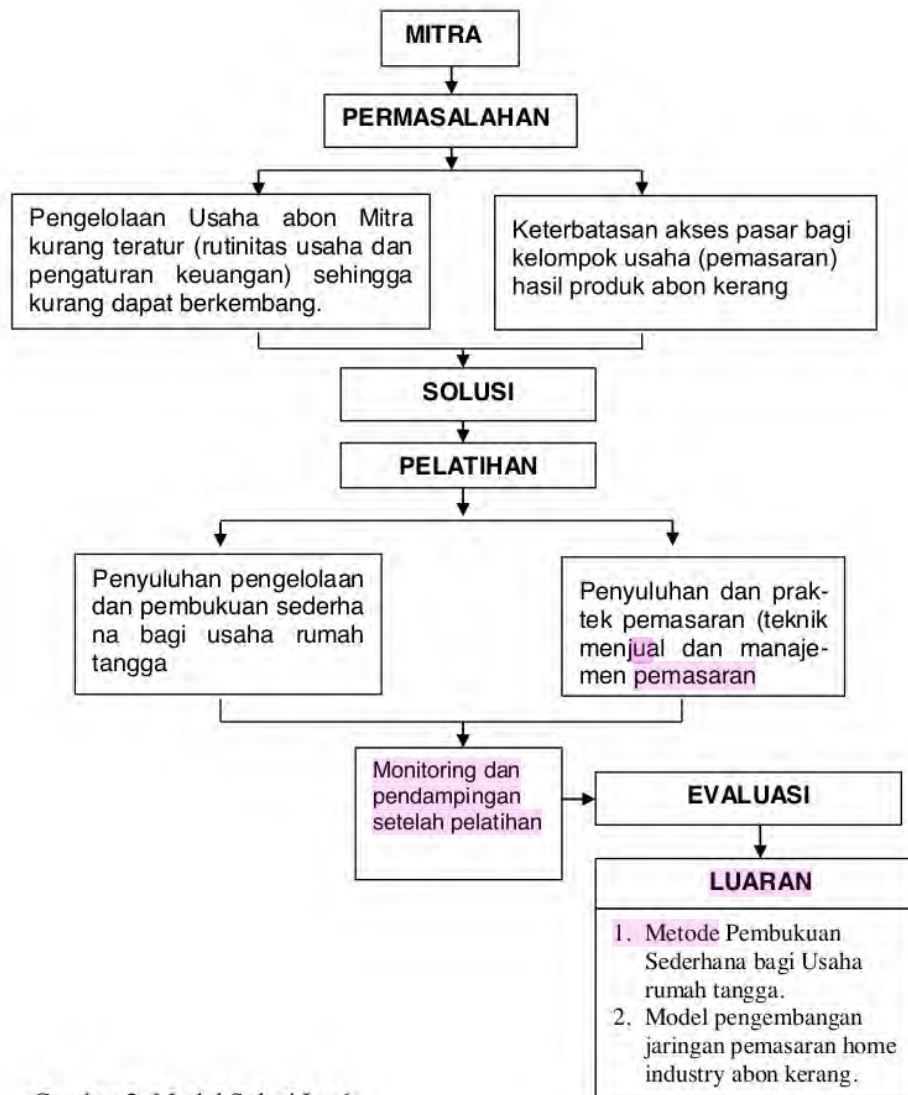 MITRA
PERMASALAHAN
Pengelolaan Usaha abon Mitra
kurang teratur (rutinitas usaha dan
pengaturan keuangan) sehingga
kurang dapat berkembang.
Keterbatasan akses pasar bagi
kelompok usaha (pemasaran)
hasil produk abon kerang
SOLUSI
PELATIHAN
Penyuluhan pengelolaan
dan pembukuan sederha
na bagi usaha rumah
tangga
Penyuluhan dan prak-
tek pemasaran (teknik
menjual dan manaje-
men pemasaran
Monitoring dan
pendampingan
setelah pelatihan
EVALUASI
LUARAN
1. Metode Pembukuan
Sederhana bagi Usaha
rumah tangga.
2. Model pengembangan
jaringan pemasaran home
industry abon kerang.